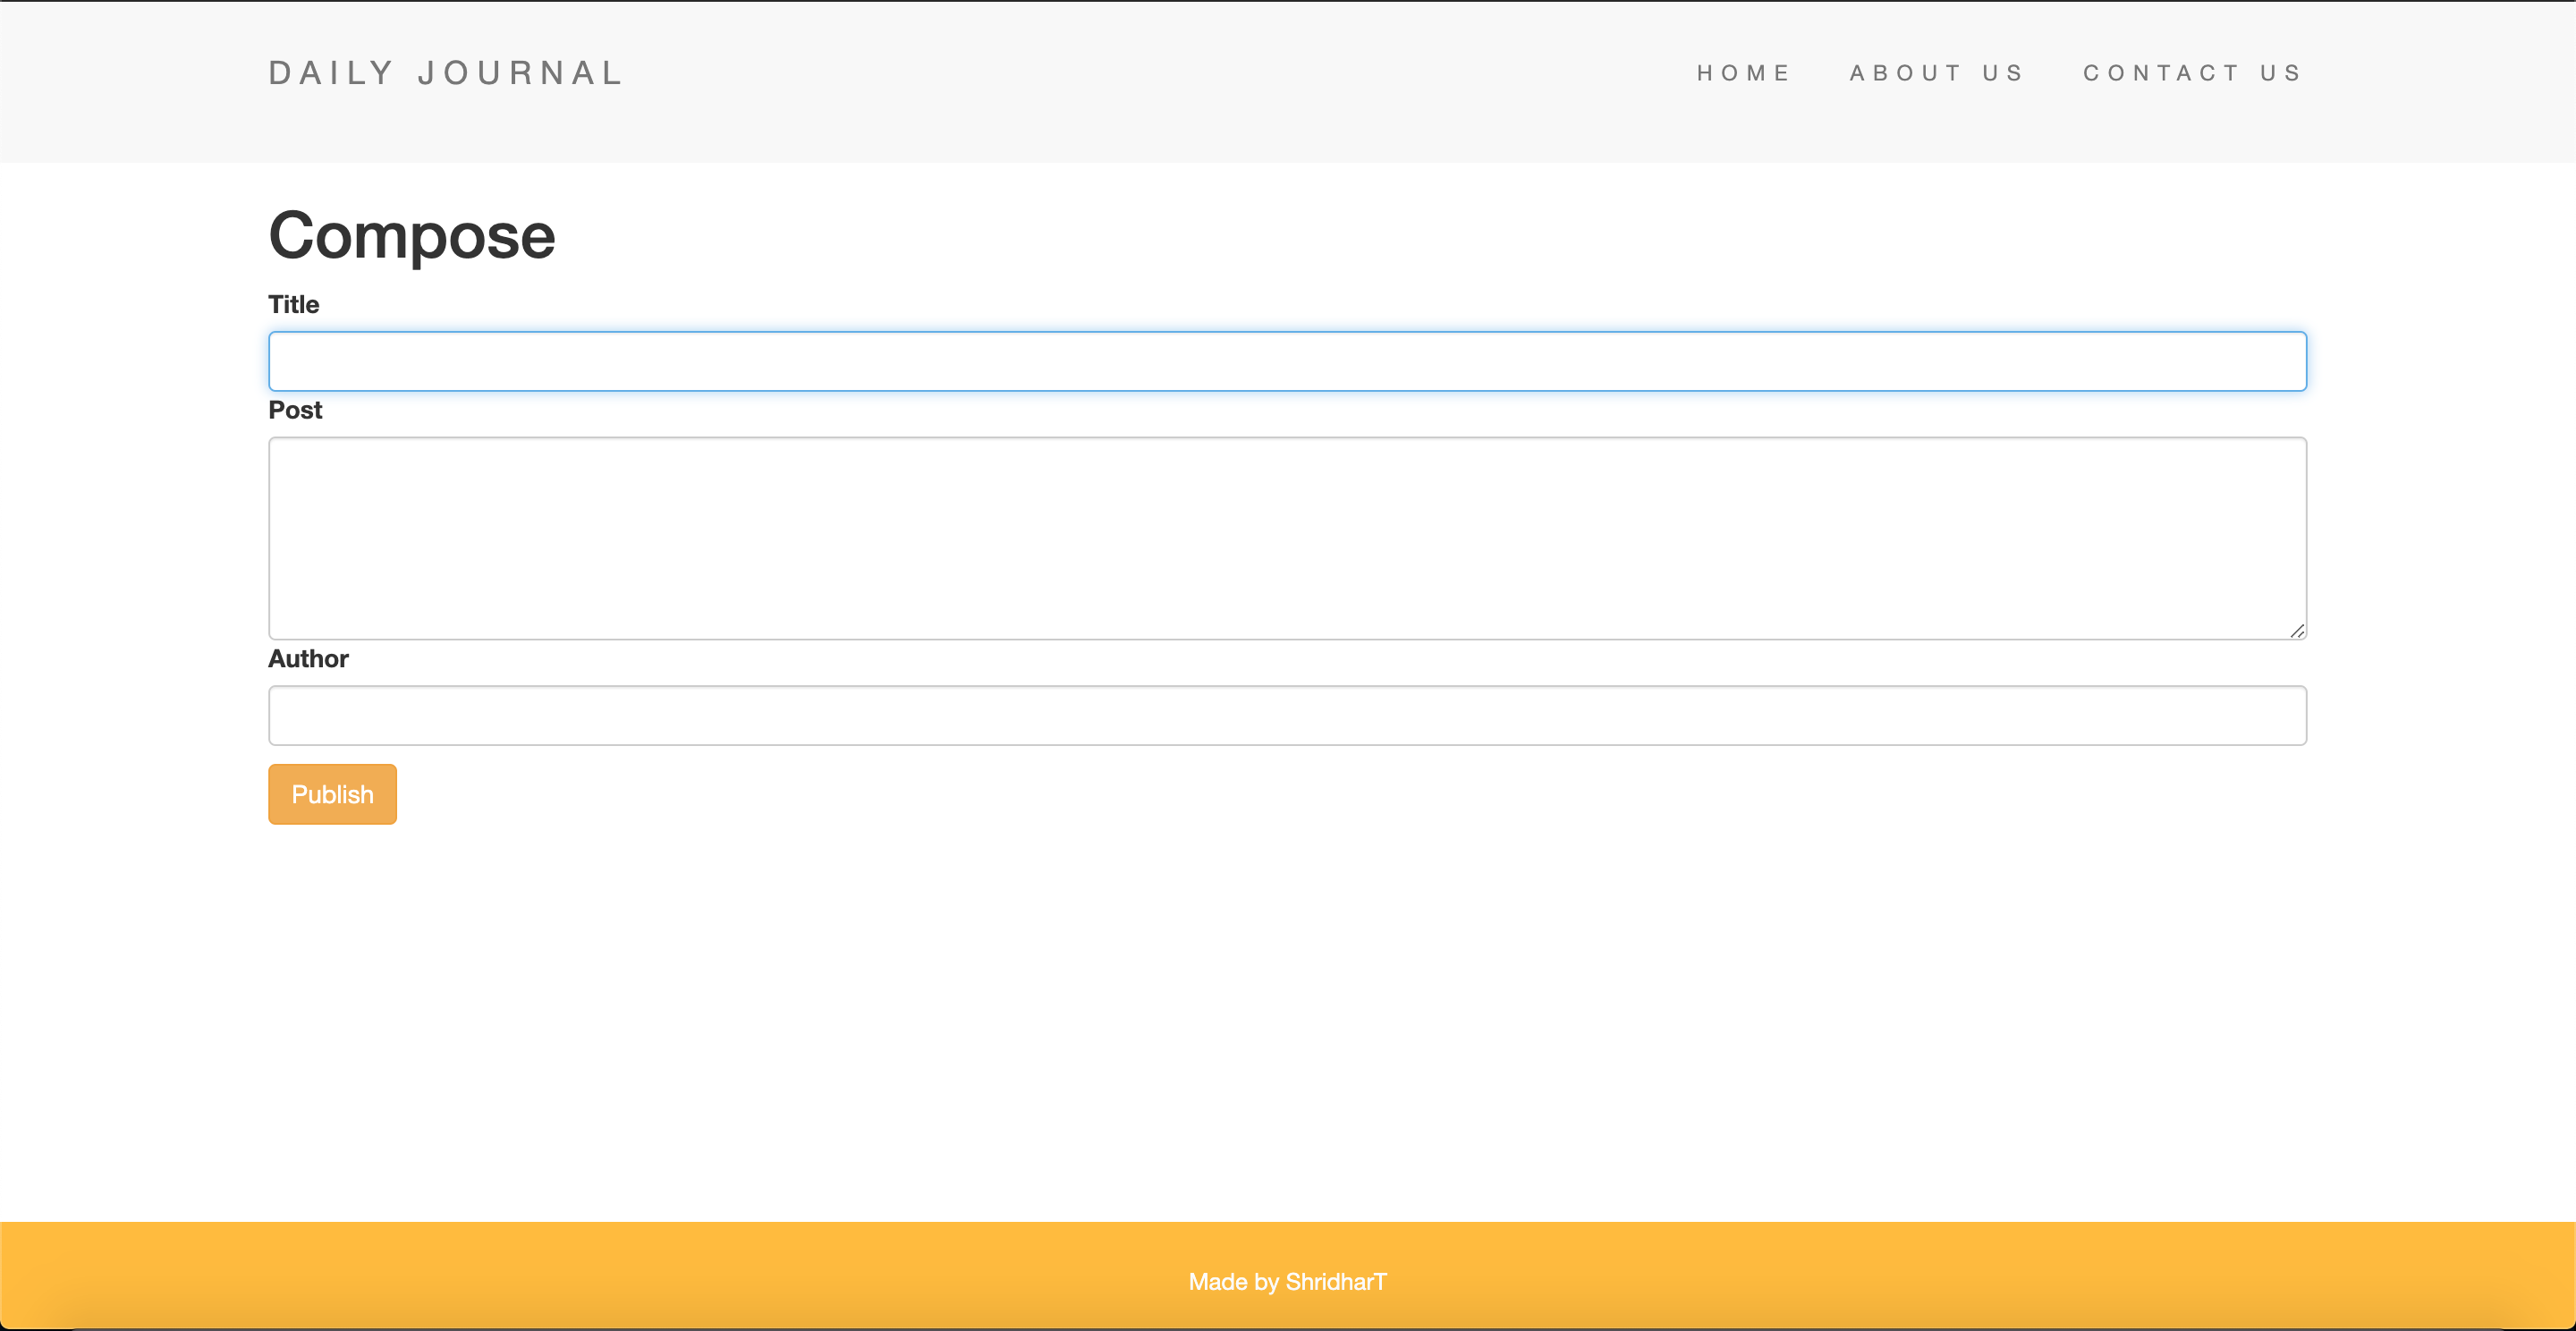 DAILY JOURNAL
HOME ABOUT US CONTACT US
Compose
Title
Post
Author
Publish
Made by ShridharT